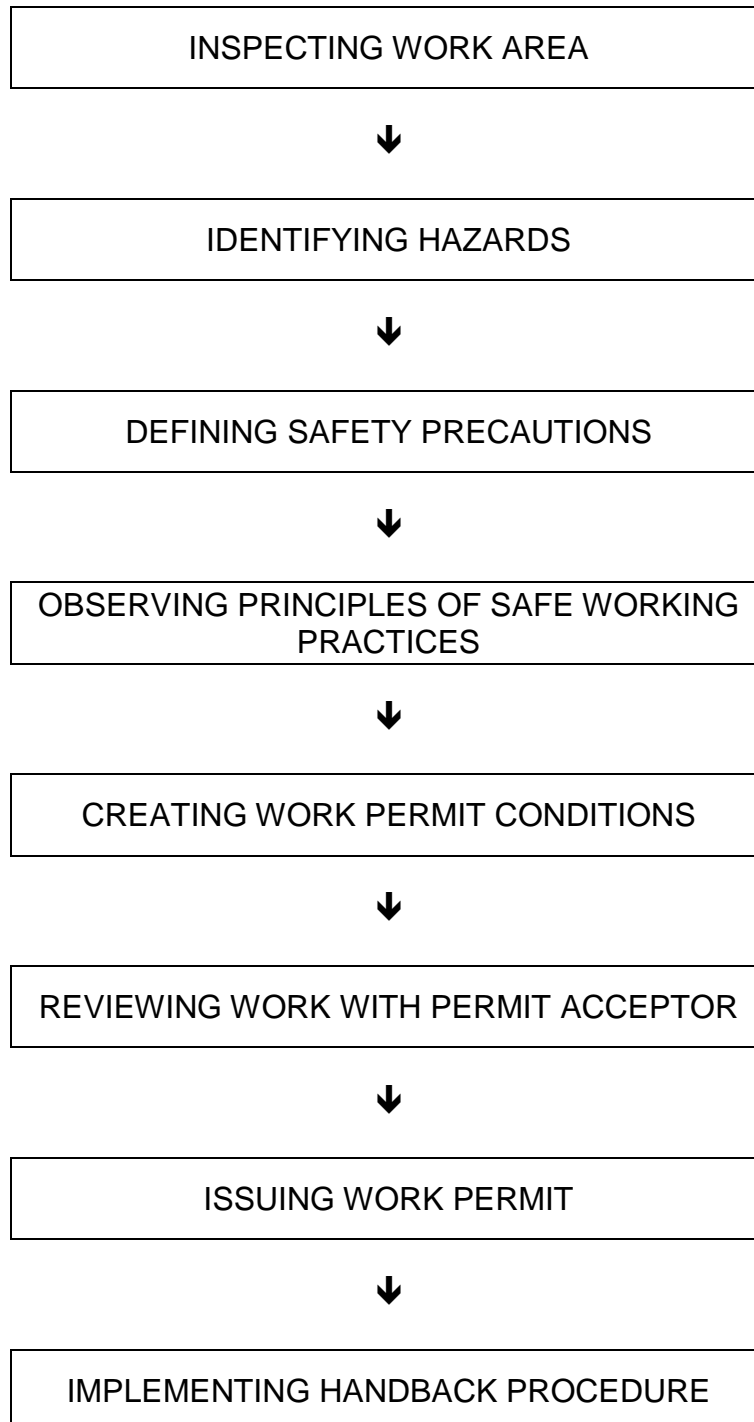 INSPECTING WORK AREA
IDENTIFYING HAZARDS
DEFINING SAFETY PRECAUTIONS
OBSERVING PRINCIPLES OF SAFE WORKING
PRACTICES
CREATING WORK PERMIT CONDITIONS
REVIEWING WORK WITH PERMIT ACCEPTOR
ISSUING WORK PERMIT
IMPLEMENTING HANDBACK PROCEDURE